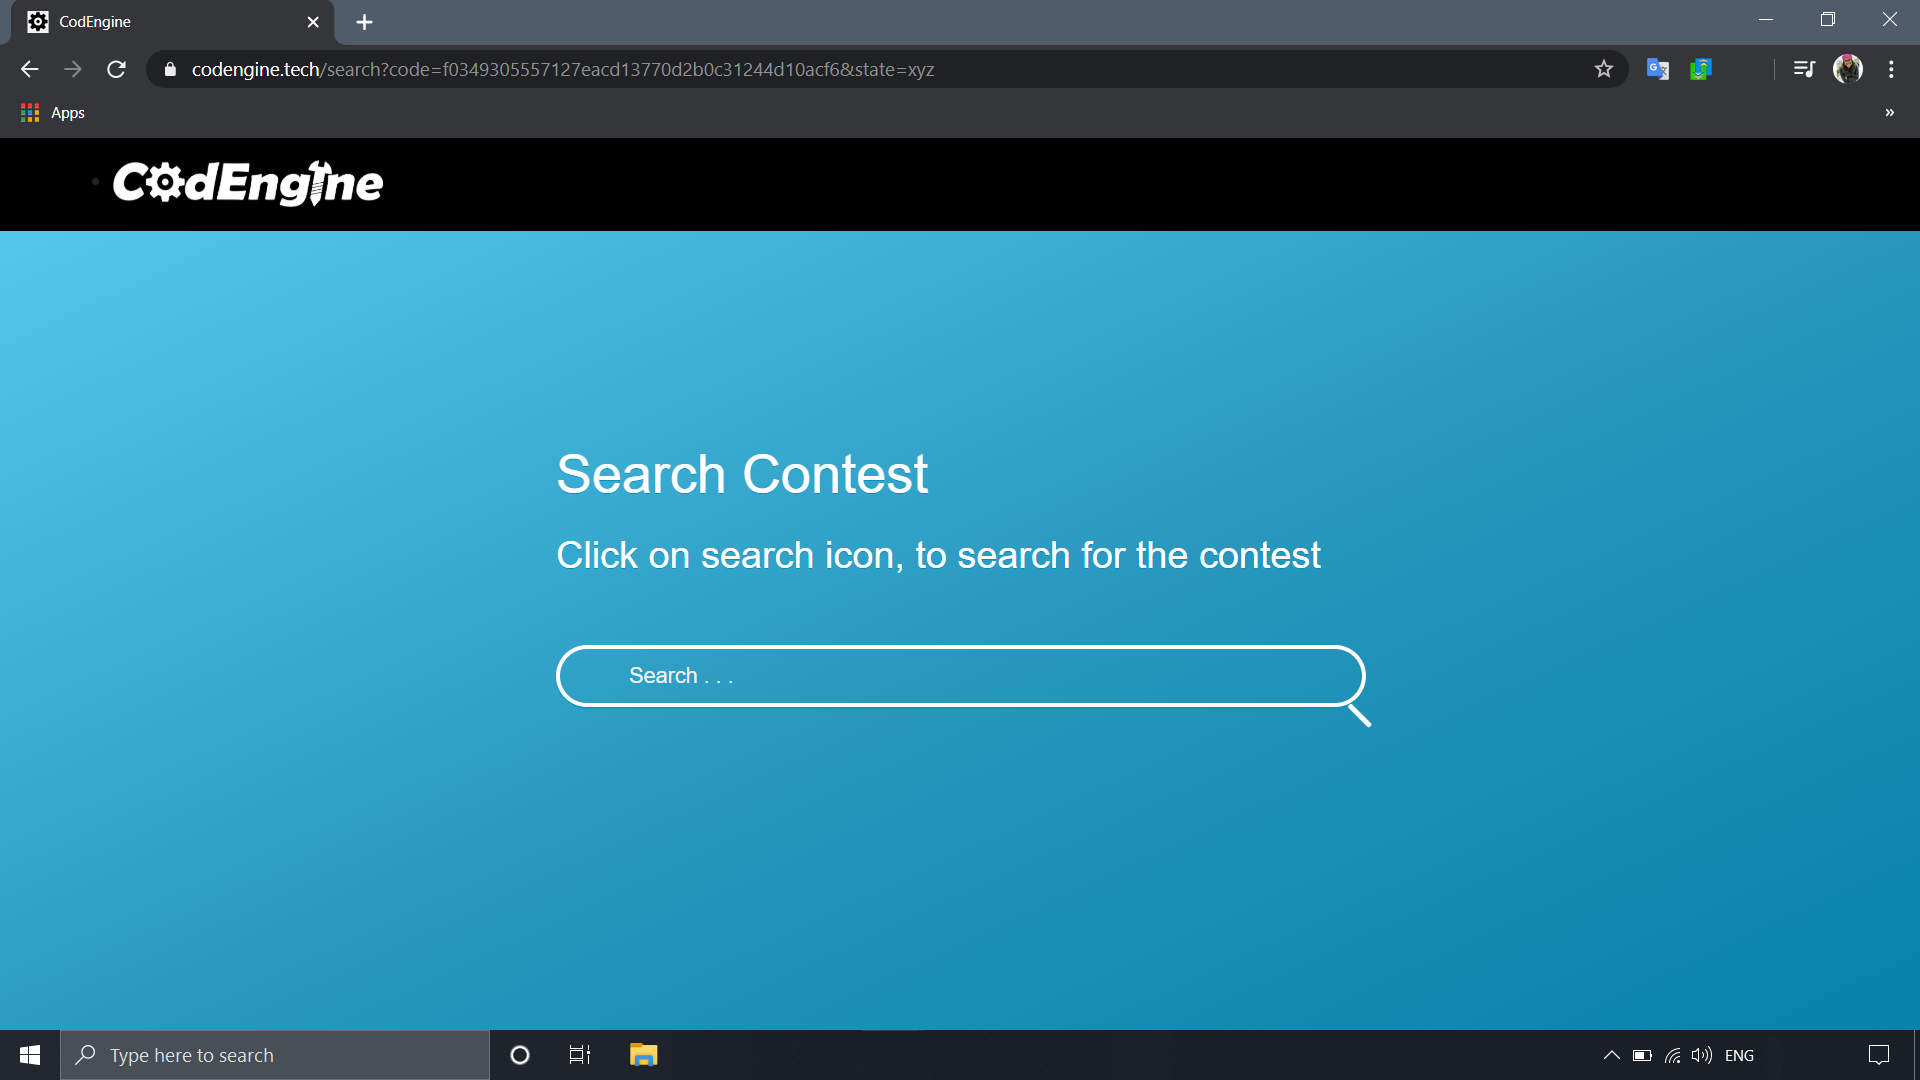 CodEngine
codengine.tech/search?code=f0349305557127eacd13770d2b0c31244d10acf6&state=xyz
Apps
»
CodEngine
Search Contest
Click on search icon, to search for the contest
Search . . .
Type here to search
ENG